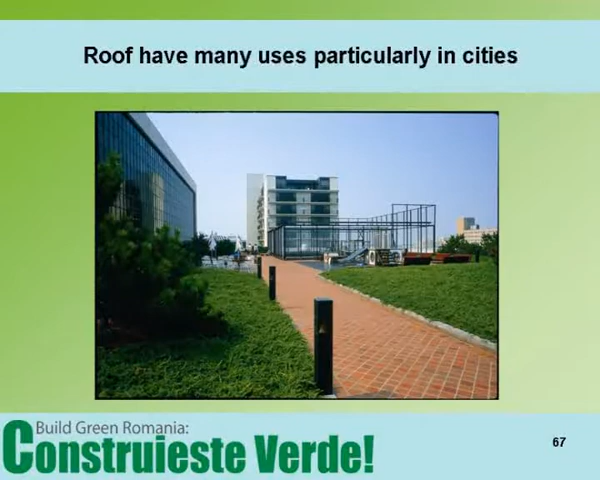 Roof have many uses particularly in cities
Build Green Romania:
Construieste Verde!
67